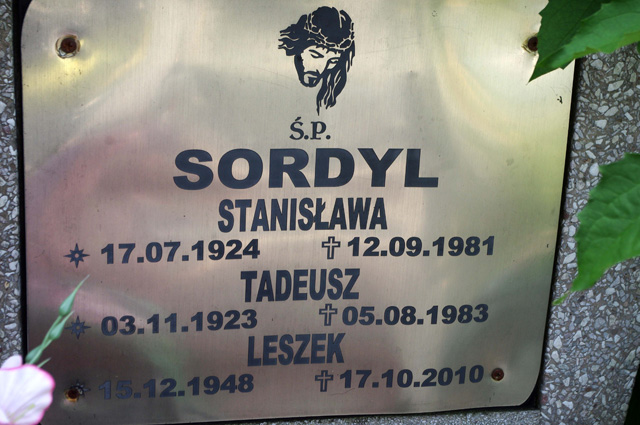 Ś.P.
SORDYL
STANISŁAWA
17.07.1924 12.09.1981
TADEUSZ
03.11.1923 05.08.1983
LESZEK
15.12.1948 17.10.2010